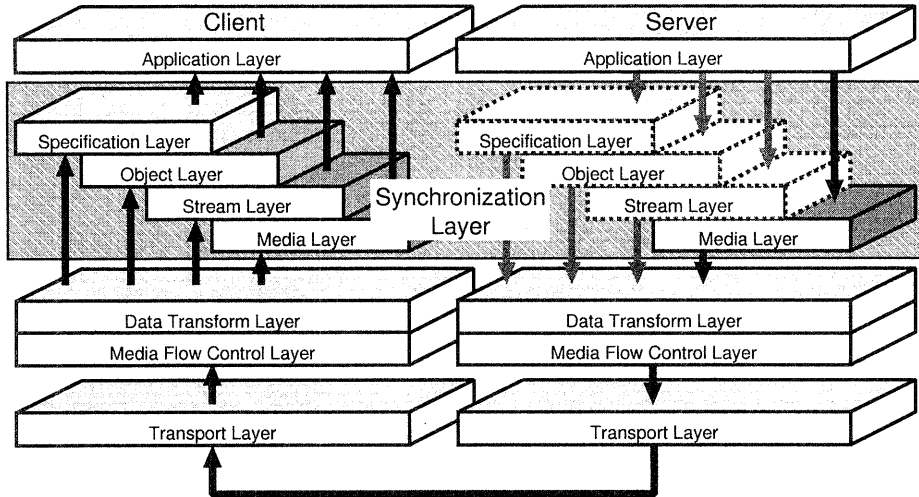 Client
Server
Application Layer
Application Layer
Specification Layer
Specification Layer
Object Layer
Object Layer
Stream Layer
Stream Layer
Synchronization
Layer
Media Layer
Media Layer
Data Transform Layer
Data Transform Layer
Media Flow Control Layer
Media Flow Control Layer
Transport Layer
Transport Layer